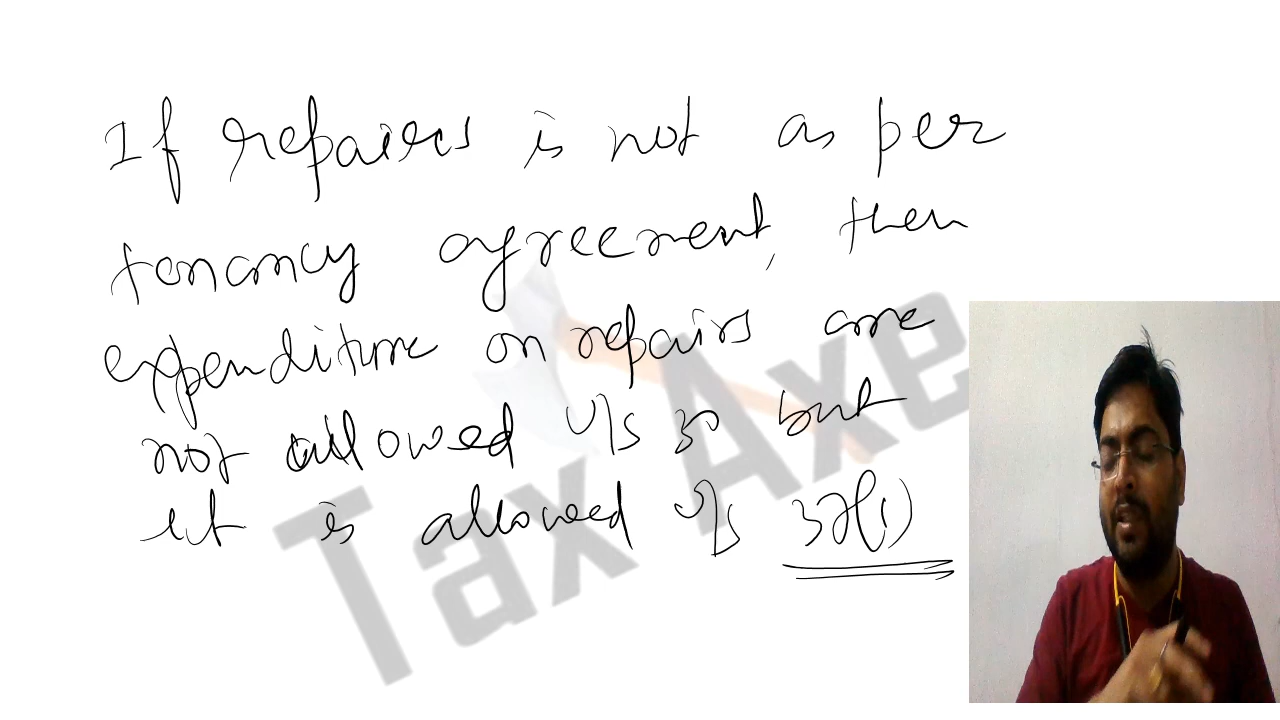 If repairs is not as per
tenancy agreement, then
expenditure on repairs are
not allowed u/s 30 but
it is allowed u/s 37(1)
Tax Axe